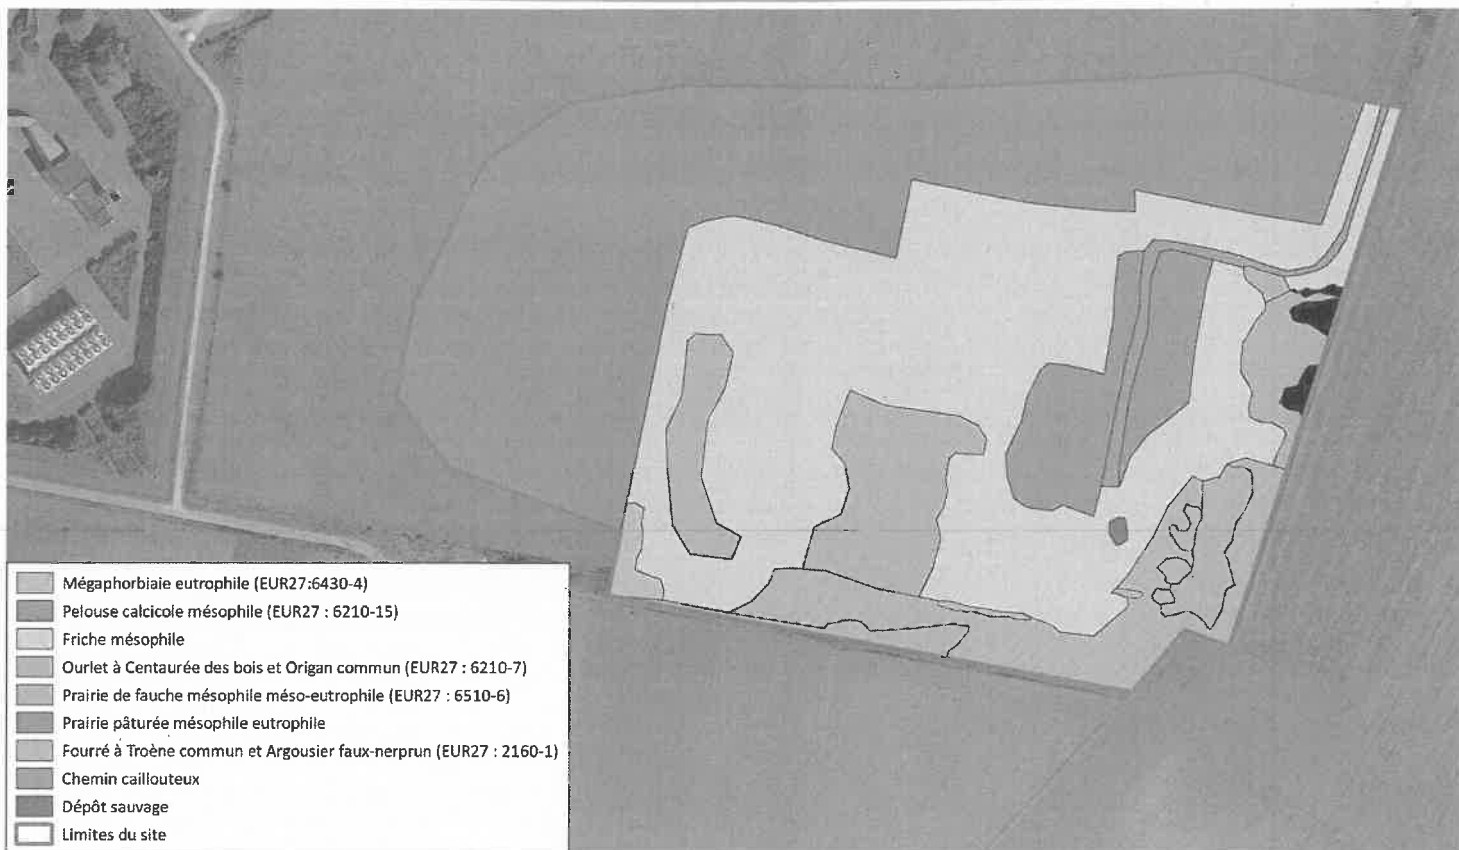 Mégaphorbiaie eutrophile (EUR27:6430-4)
Pelouse calcicole mésophile (EUR27 : 6210-15)
Friche mésophile
Ourlet à Centaurée des bois et Origan commun (EUR27 : 6210-7)
Prairie de fauche mésophile méso-eutrophile (EUR27 : 6510-6)
Prairie pâturée mésophile eutrophile
Fourré à Troène commun et Argousier faux-nerprun (EUR27 : 2160-1)
Chemin caillouteux
Dépôt sauvage
Limites du site